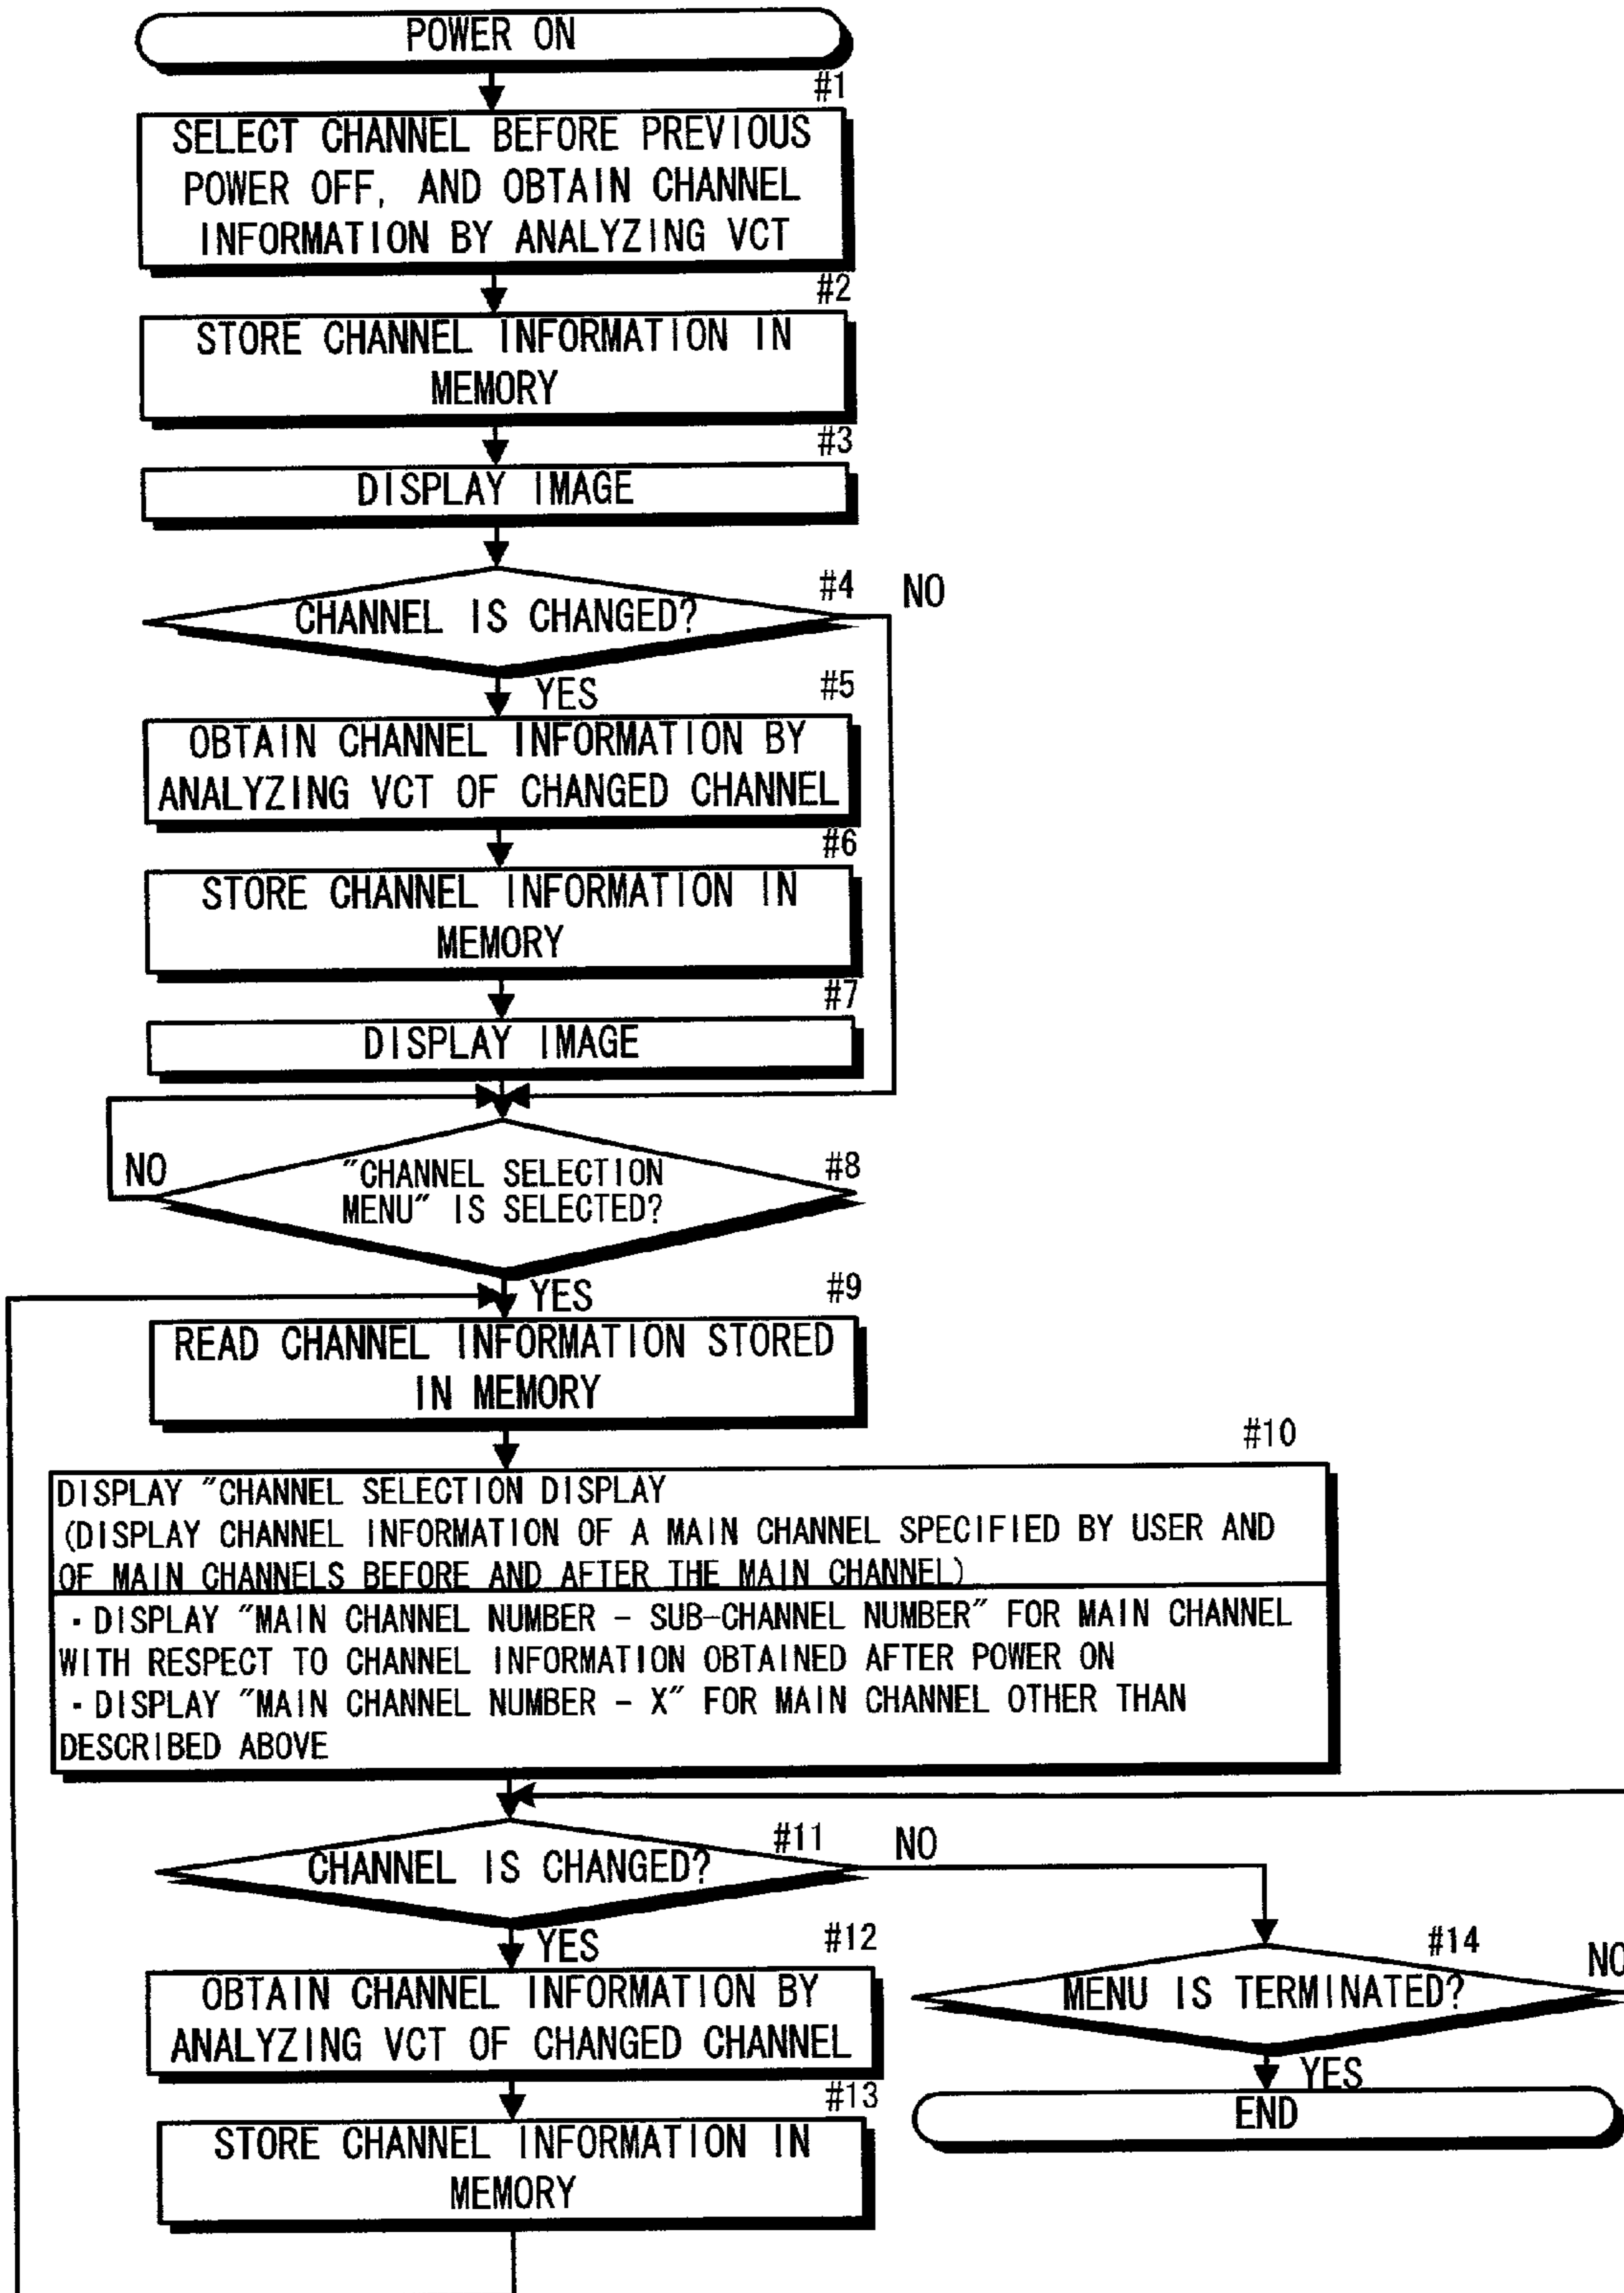 POWER ON
#1
SELECT CHANNEL BEFORE PREVIOUS
POWER OFF, AND OBTAIN CHANNEL
INFORMATION BY ANALYZING VCT
#2
STORE CHANNEL INFORMATION IN
MEMORY
#3
DISPLAY IMAGE
#4
NO
CHANNEL IS CHANGED?
YES
#5
OBTAIN CHANNEL INFORMATION BY
ANALYZING VCT OF CHANGED CHANNEL
#6
STORE CHANNEL INFORMATION IN
MEMORY
#7
DISPLAY IMAGE
NO
#8
"CHANNEL SELECTION
MENU" IS SELECTED?
YES
#9
READ CHANNEL INFORMATION STORED
IN MEMORY
#10
DISPLAY "CHANNEL SELECTION DISPLAY
(DISPLAY CHANNEL INFORMATION OF A MAIN CHANNEL SPECIFIED BY USER AND
OF MAIN CHANNELS BEFORE AND AFTER THE MAIN CHANNEL)
・DISPLAY "MAIN CHANNEL NUMBER - SUB-CHANNEL NUMBER" FOR MAIN CHANNEL
WITH RESPECT TO CHANNEL INFORMATION OBTAINED AFTER POWER ON
・DISPLAY "MAIN CHANNEL NUMBER - X" FOR MAIN CHANNEL OTHER THAN
DESCRIBED ABOVE
#11
NO
CHANNEL IS CHANGED?
YES
#12
OBTAIN CHANNEL INFORMATION BY
ANALYZING VCT OF CHANGED CHANNEL
#13
STORE CHANNEL INFORMATION IN
MEMORY
#14
NO
MENU IS TERMINATED?
YES
END